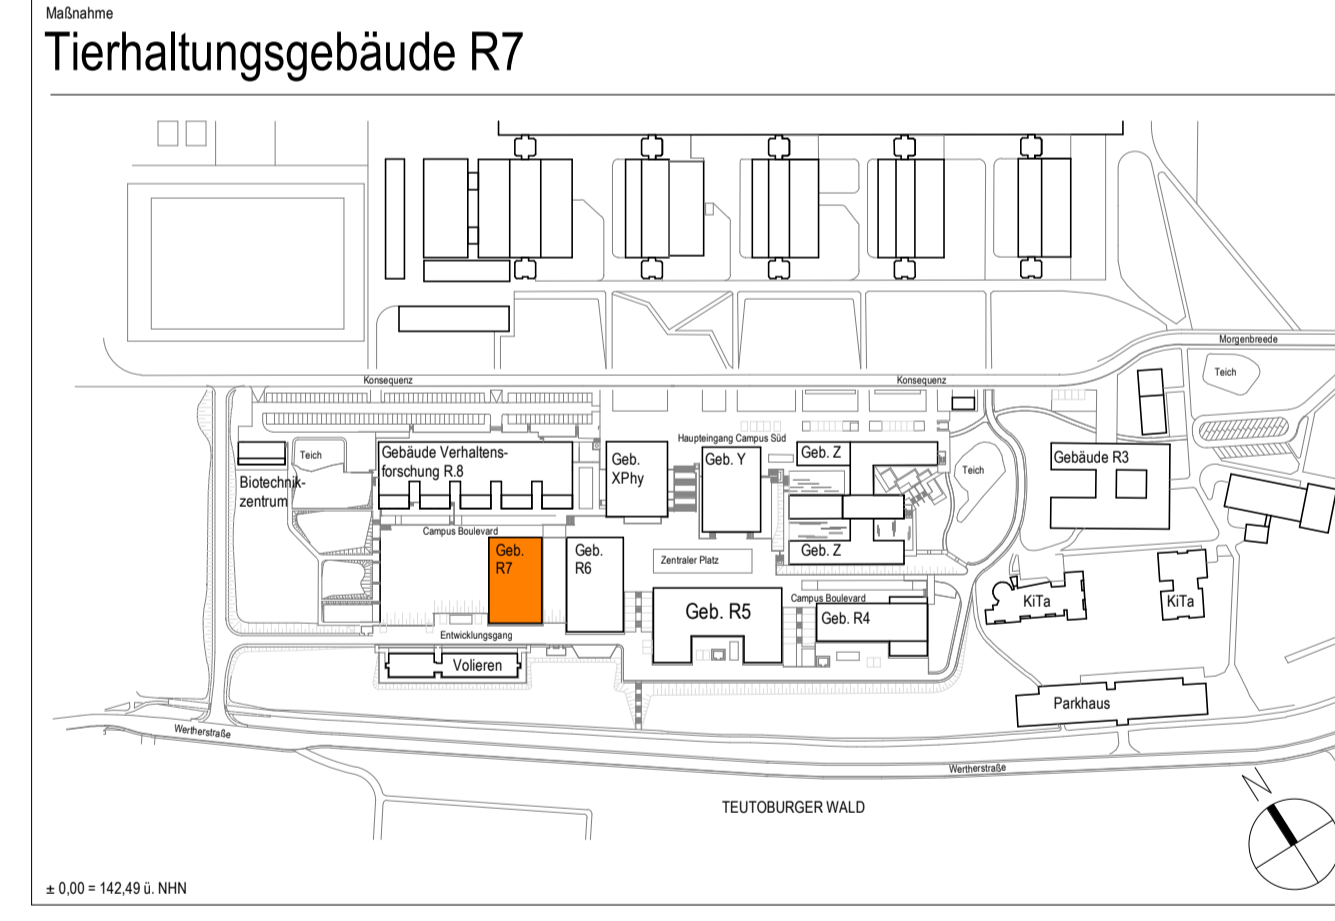 Maßnahme
Tierhaltungsgebäude R7
Morgenbreede
Konsequenz
Konsequenz
Teich
Haupteingang Campus Süd
Gebäude Verhaltens-
forschung R.8
Teich
Geb.
XPhy
Geb. Y
Geb. Z
Teich
Gebäude R3
Biotechnik-
zentrum
Campus Boulevard
Geb.
R7
Geb.
R6
Zentraler Platz
Geb. Z
Campus Boulevard
KiTa
KiTa
Geb. R5
Geb. R4
Entwicklungsgang
Volieren
Parkhaus
Wertherstraße
Wertherstraße
TEUTOBURGER WALD
N
± 0,00 = 142,49 ü. NHN